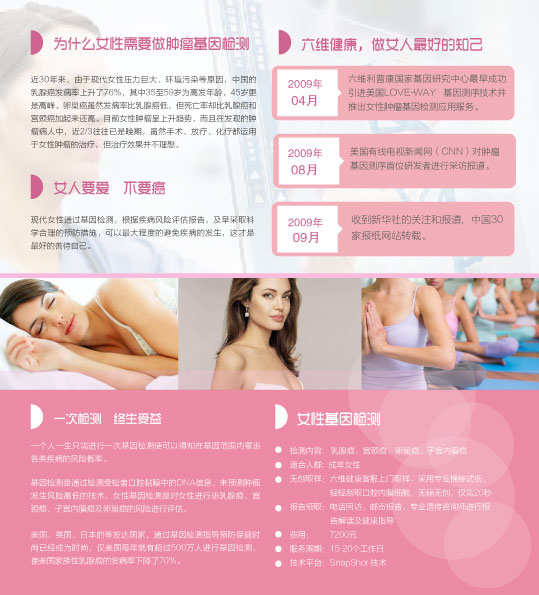 为什么女性需要做肿瘤基因检测
近30年来，由于现代女性压力巨大、环境污染等原因，中国的
乳腺癌发病率上升了76%，其中35至59岁为高发年龄，45岁更
是高峰。卵巢癌虽然发病率比乳腺癌低，但死亡率却比乳腺癌和
宫颈癌加起来还高。目前女性肿瘤呈上升趋势，而且在发现的肿
瘤病人中，近2/3往往已是晚期，虽然手术、放疗、化疗都运用
于女性肿瘤的治疗，但治疗效果并不理想。
女人要爱 不要癌
现代女性通过基因检测，根据疾病风险评估报告，及早采取科
学合理的预防措施，可以最大程度的避免疾病的发生，这才是
最好的善待自己。
六维健康，做女人最好的知己
2009年
04月
六维利普康国家基因研究中心最早成功
引进美国LOVE-WAY 基因测序技术并
推出女性肿瘤基因检测应用服务。
2009年
08月
美国有线电视新闻网（CNN）对肿瘤
基因测序首位研发者进行采访报道。
2009年
09月
收到新华社的关注和报道，中国30
家报纸网站转载。
一次检测 终生受益
一个人一生只需进行一次基因检测便可以得知在基因范围内罹患
各类疾病的风险概率。
基因检测是通过检测受检者口腔黏膜中的DNA信息，来预测肿瘤
发生风险高低的技术，女性基因检测是对女性进行患乳腺癌、宫
颈癌、子宫内膜癌及卵巢癌的风险进行评估。
美国、英国、日本的等发达国家，通过基因检测指导预防保健时
尚已经成为时尚，仅美国每年就有超过500万人进行基因检测，
使美国家族性乳腺癌的发病率下降了70%。
女性基因检测
检测内容: 乳腺癌、宫颈癌、卵巢癌、子宫内膜癌
适合人群: 成年女性
无创取样: 六维健康客服上门取样，采用专业棉棒试纸，
轻轻刮取口腔内膜细胞，无痛无创，仅需20秒
报告领取: 电话回访，邮寄报告，专业遗传咨询师进行报
告解读及健康指导
费用: 7200元
服务周期: 15-20个工作日
技术平台: SnapShot 技术